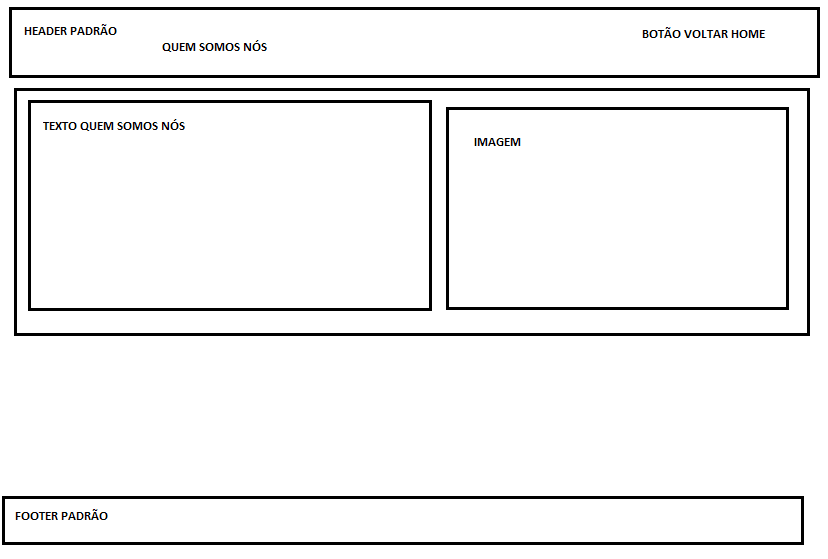 HEADER PADRÃO
QUEM SOMOS NÓS
BOTÃO VOLTAR HOME
TEXTO QUEM SOMOS NÓS
IMAGEM
FOOTER PADRÃO